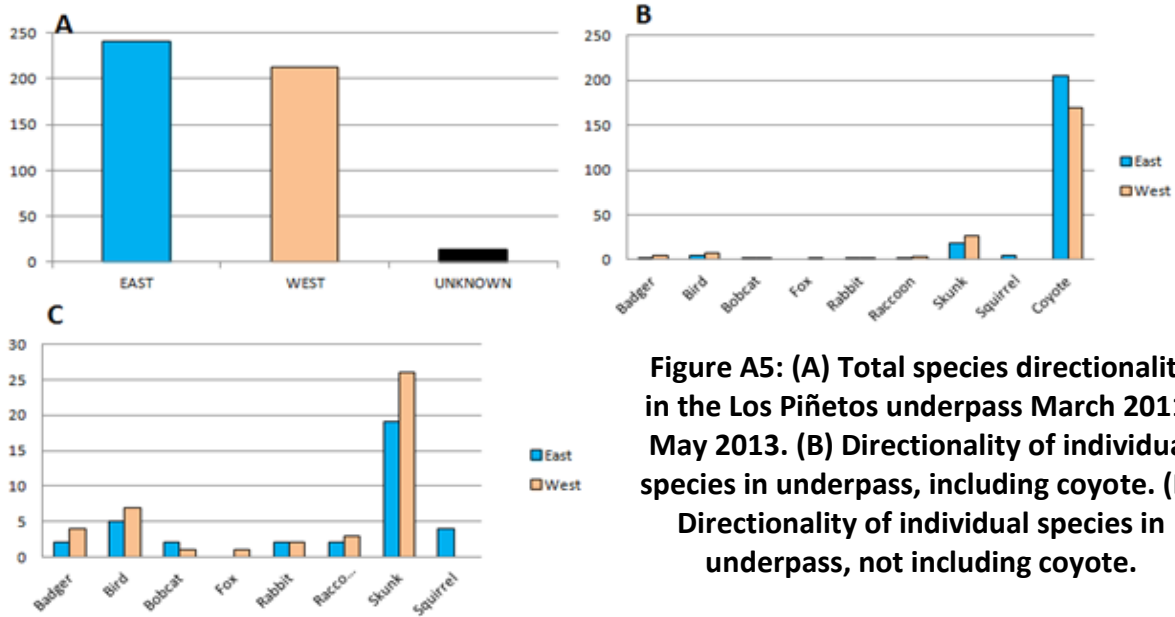 A
250
200
150
100
50
0
EAST WEST UNKNOWN
B
250
200
150
100
50
0
Badger Bird Bobcat Fox Rabbit Raccoon Skunk Squirrel Coyote
East
West
C
30
25
20
15
10
5
0
Badger Bird Bobcat Fox Rabbit Racco... Skunk Squirrel
East
West
Figure A5: (A) Total species directionalit
in the Los Piñetos underpass March 201
May 2013. (B) Directionality of individua
species in underpass, including coyote. (
Directionality of individual species in
underpass, not including coyote.